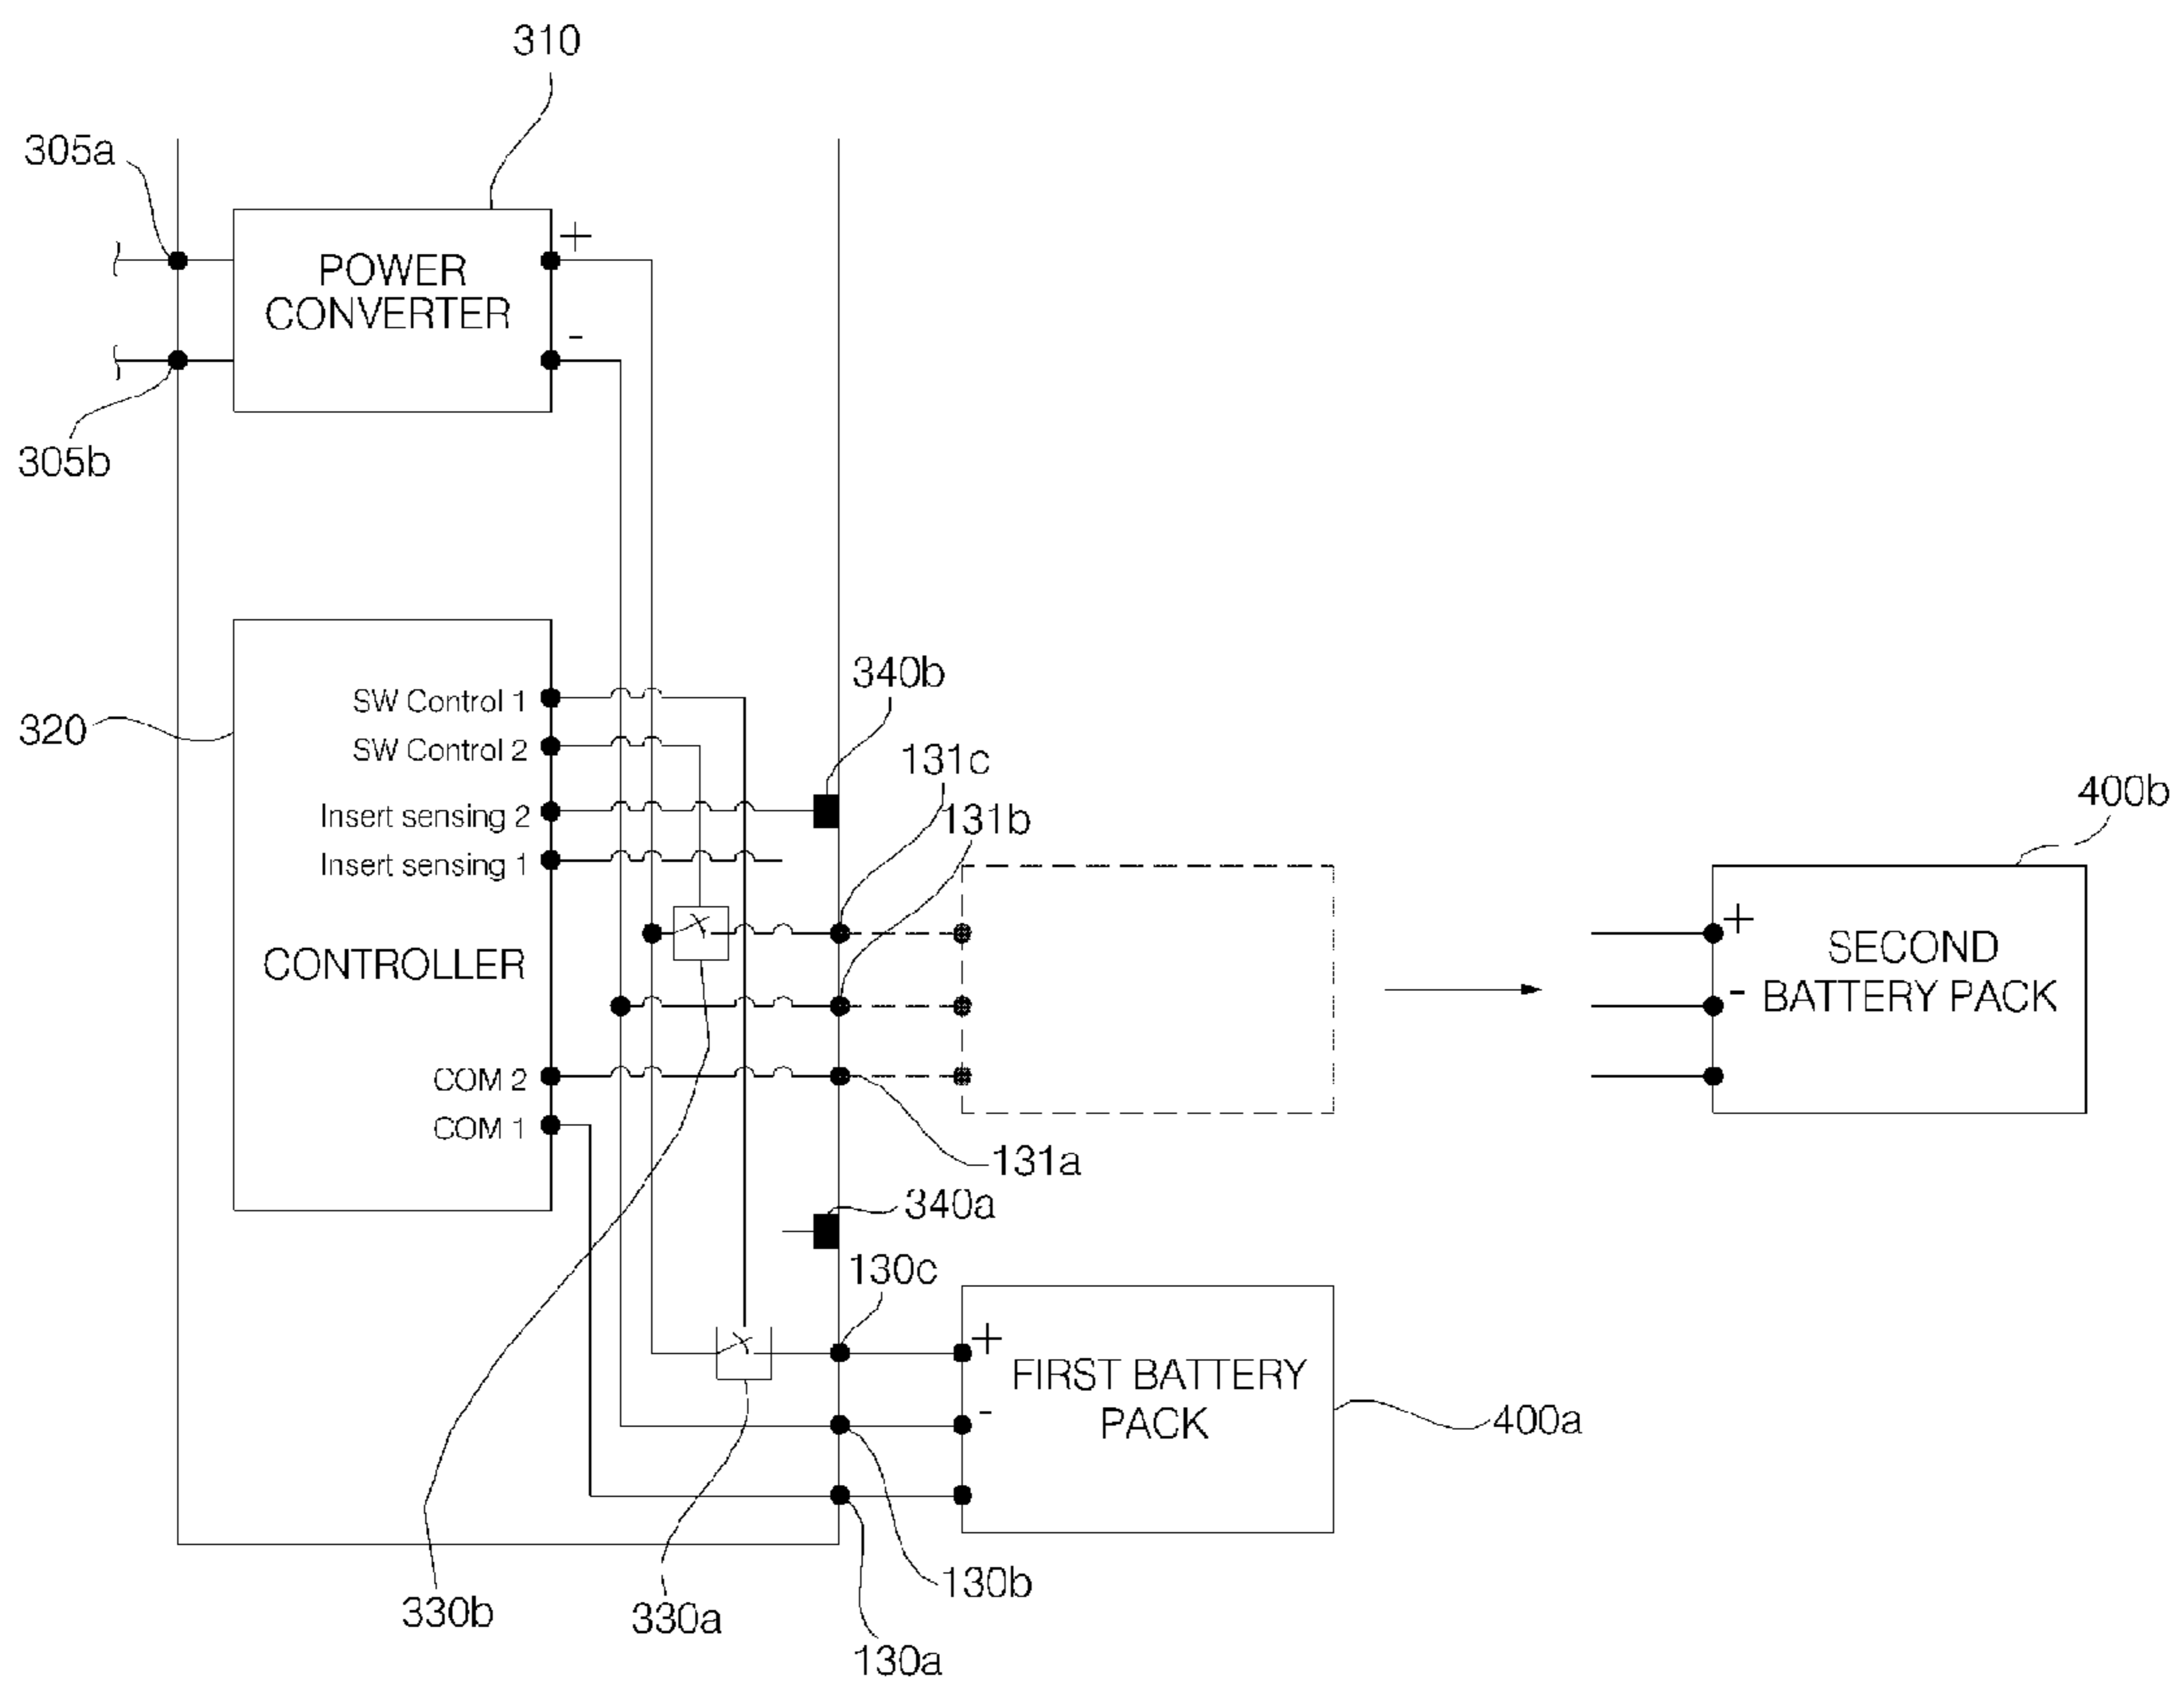 310
305a
+
POWER
CONVERTER
-
305b
340b
SW Control 1
320
SW Control 2
131c
400b
Insert sensing 2
131b
Insert sensing 1
+
SECOND
CONTROLLER
- BATTERY PACK
COM 2
COM 1
131a
340a
130c
+
FIRST BATTERY
-
PACK
400a
130b
330b
330a
130a